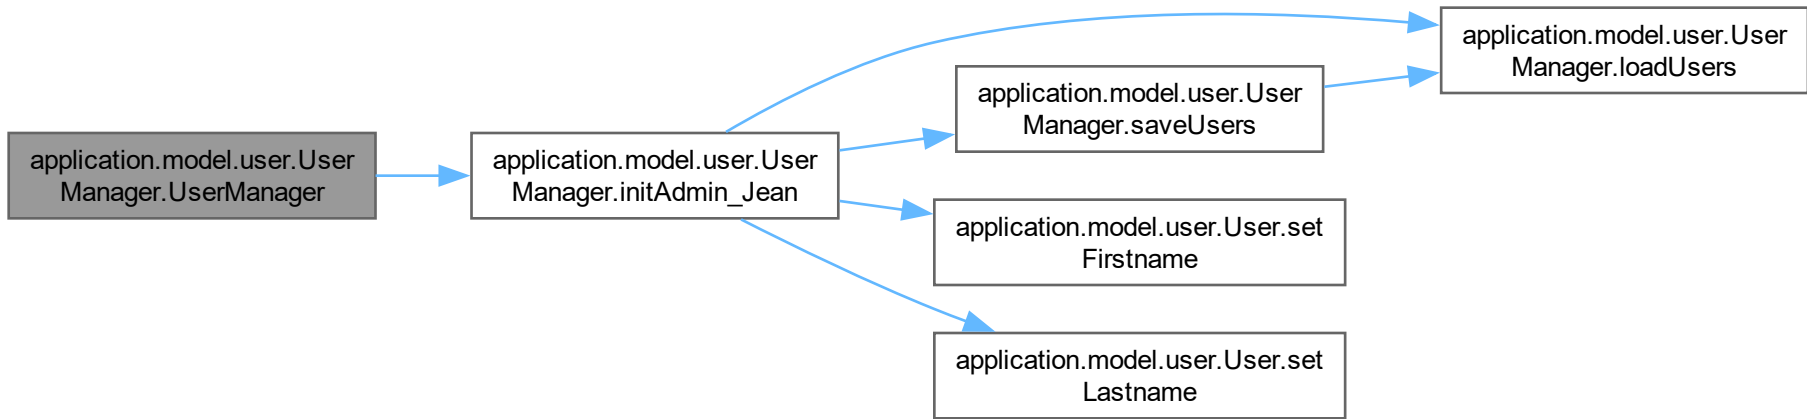 application.model.user.User
Manager.UserManager
application.model.user.User
Manager.initAdmin_Jean
application.model.user.User
Manager.loadUsers
application.model.user.User
Manager.saveUsers
application.model.user.User.set
Firstname
application.model.user.User.set
Lastname